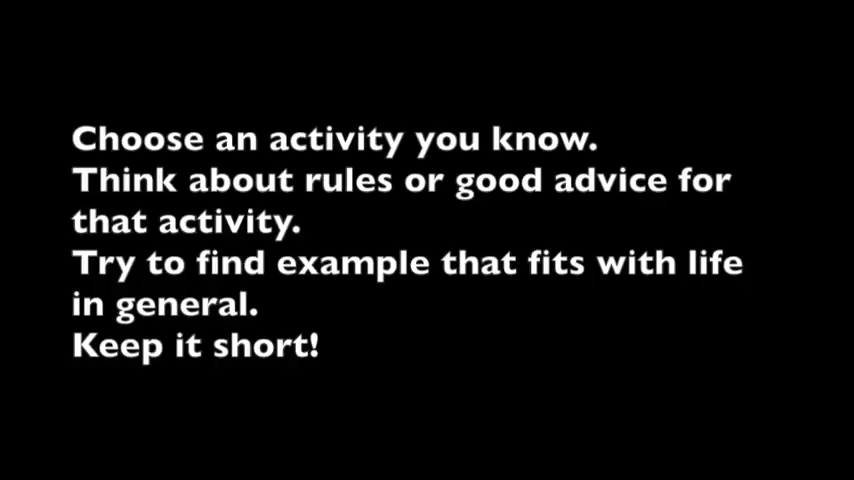 Choose an activity you know.
Think about rules or good advice for
that activity.
Try to find example that fits with life
in general.
Keep it short!